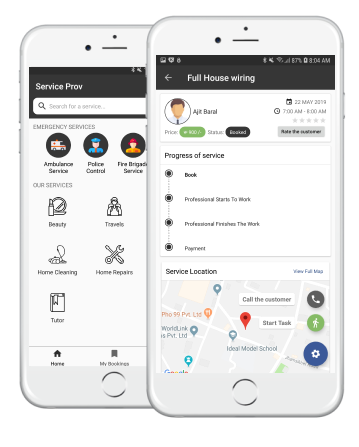 Service Prov
Search for a
service...
EMERGENCY SERVICES
Ambulance
Service
Police
Control
Fire Brigade
Service
OUR SERVICES
Beauty
Travels
Home Cleaning
Home Repairs
Tutor
Home
My Bookings
87% 8:04 AM
Full House wiring
Ajit Baral
22 MAY 2019
7:00 AM - 8:00 AM
Price:
Status: Booked
Rate the customer
Progress of service
Book
Professional Starts To Work
Professional Finishes The Work
Payment
Service Location
View Full Map
Call the customer
Pho 99 Pvt. Ltd
Start Task
WorldLink
Pvt. Ltd
Ideal Model School
Google